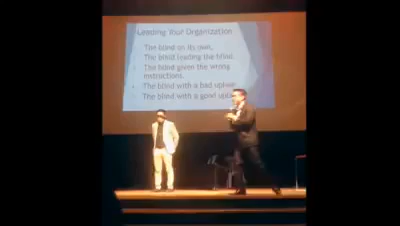 Leading Your Organization
The blind on its own.
The blind leading the blind.
The blind given the wrong
instructions.
The blind with a bad
The blind with a good